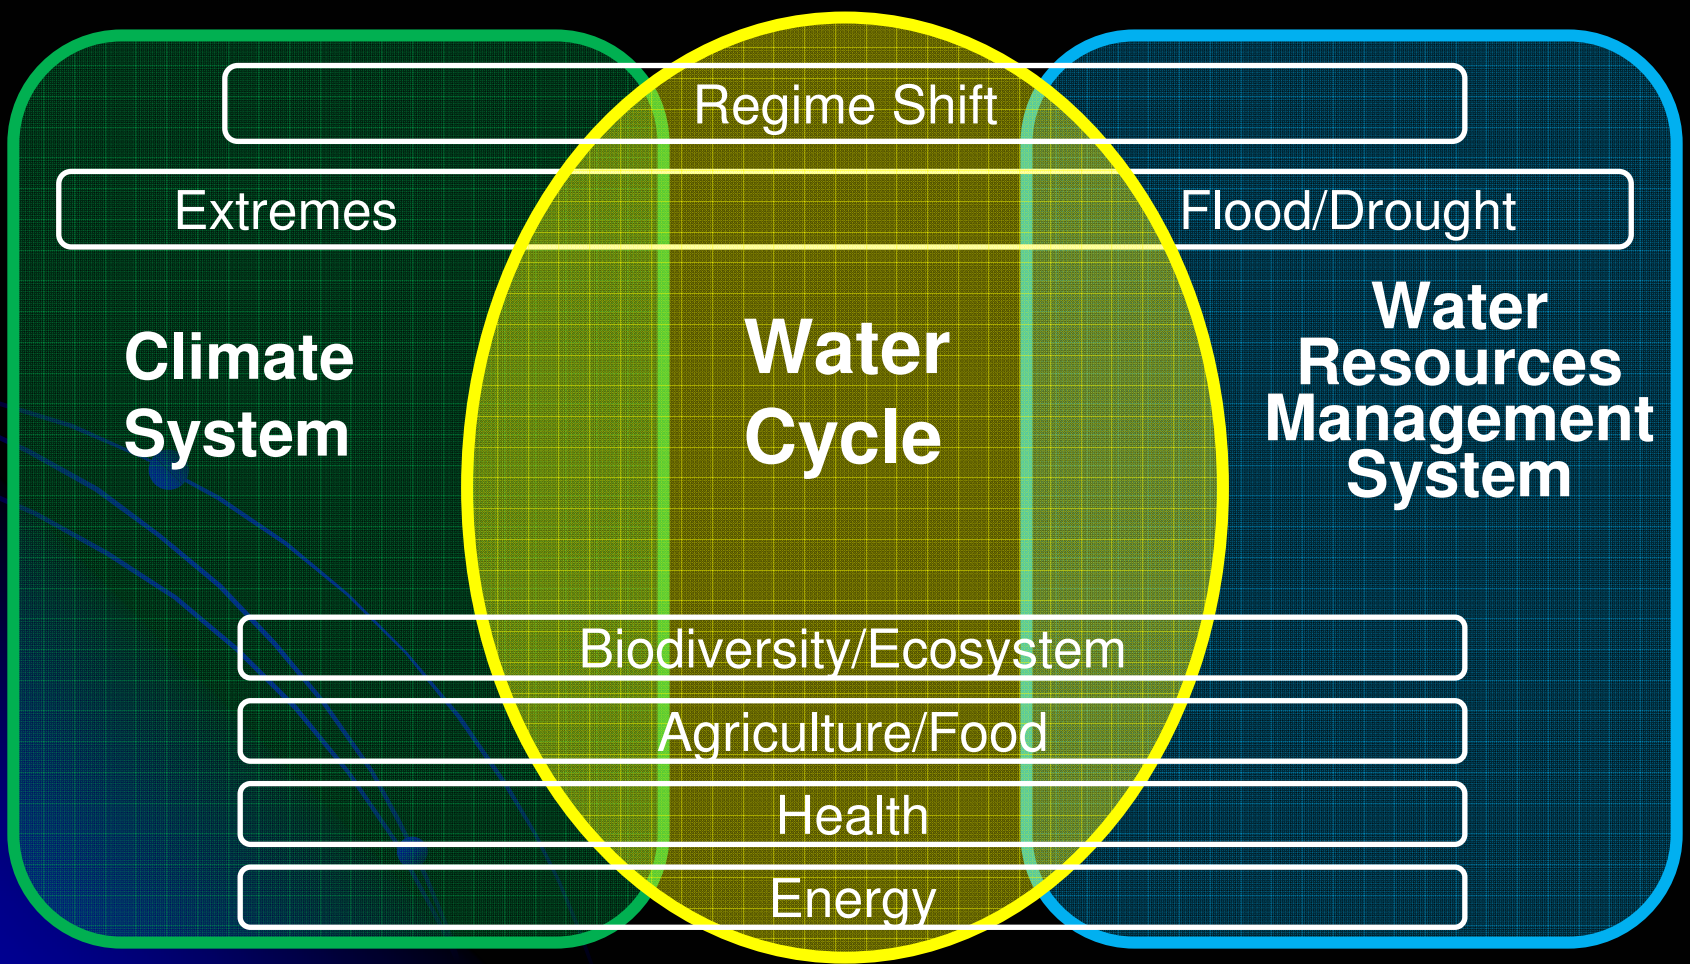 Regime Shift
Extremes
Flood/Drought
Climate
System
Water
Cycle
Water
Resources
Management
System
Biodiversity/Ecosystem
Agriculture/Food
Health
Energy